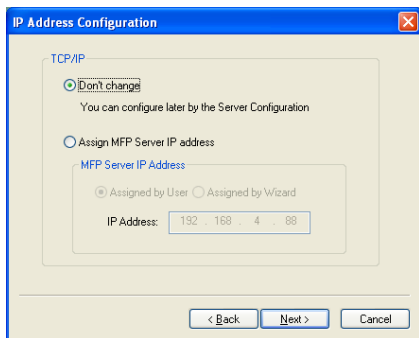 IP Address Configuration
TCP/IP
Don't change
You can configure later by the Server Configuration
Assign MFP Server IP address
MFP Server IP Address
Assigned by User Assigned by Wizard
IP Address: 192 . 168 . 4 . 88
< Back Next > Cancel